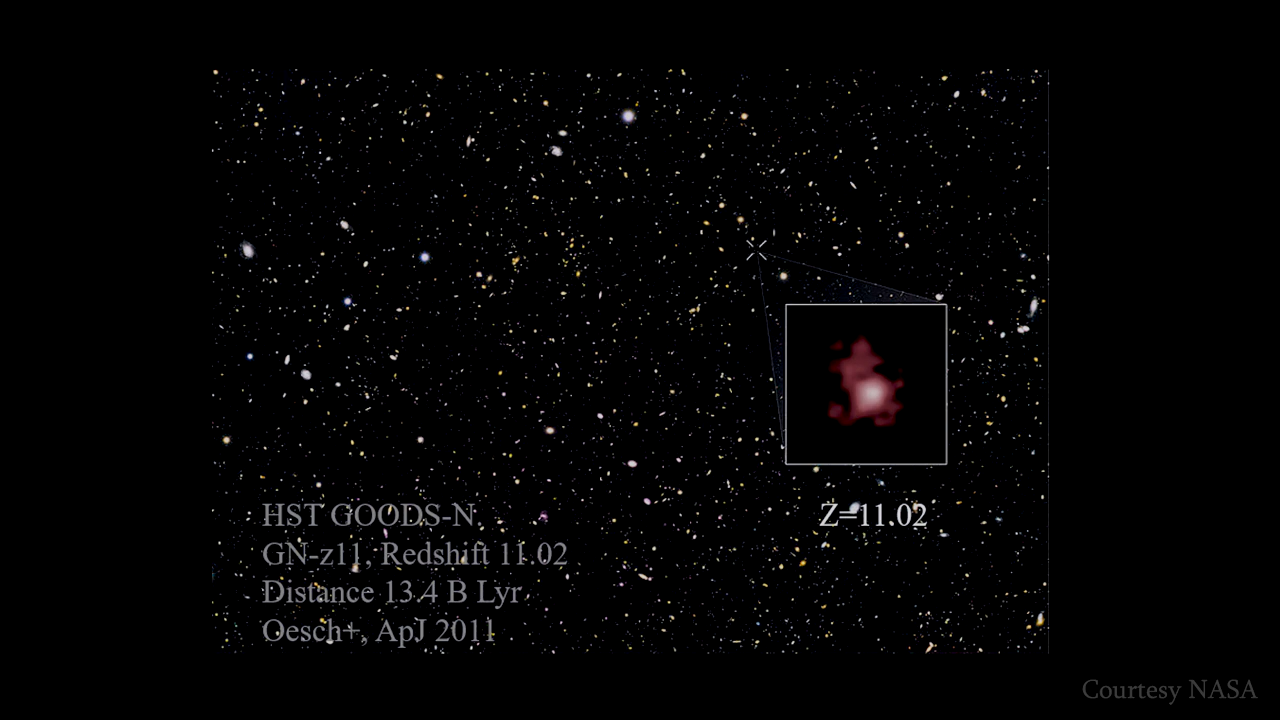 HST GOODS-N
GN-z11, Redshift 11.02
Distance 13.4 B Lyr
Oesch+, ApJ 2011
Z=11.02
Courtesy NASA